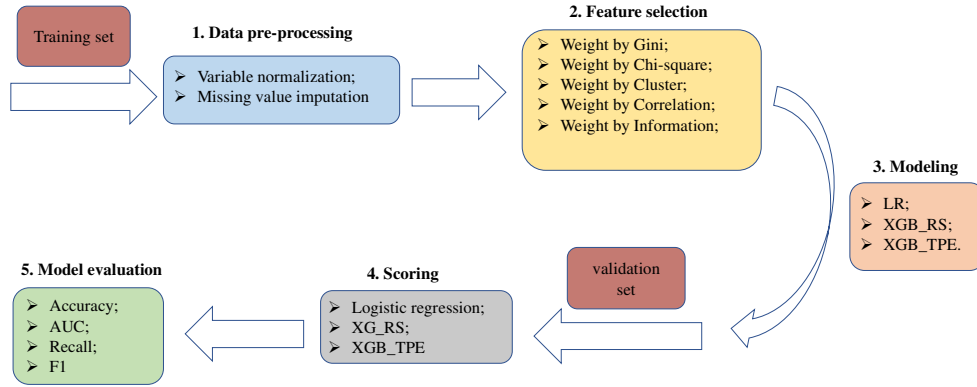 Training set
1. Data pre-processing
➢ Variable normalization;
➢ Missing value imputation
2. Feature selection
➢ Weight by Gini;
➢ Weight by Chi-square;
➢ Weight by Cluster;
➢ Weight by Correlation;
➢ Weight by Information;
3. Modeling
➢ LR;
➢ XGB_RS;
➢ XGB_TPE.
validation
set
4. Scoring
➢ Logistic regression;
➢ XG_RS;
➢ XGB_TPE
5. Model evaluation
➢ Accuracy;
➢ AUC;
➢ Recall;
➢ F1